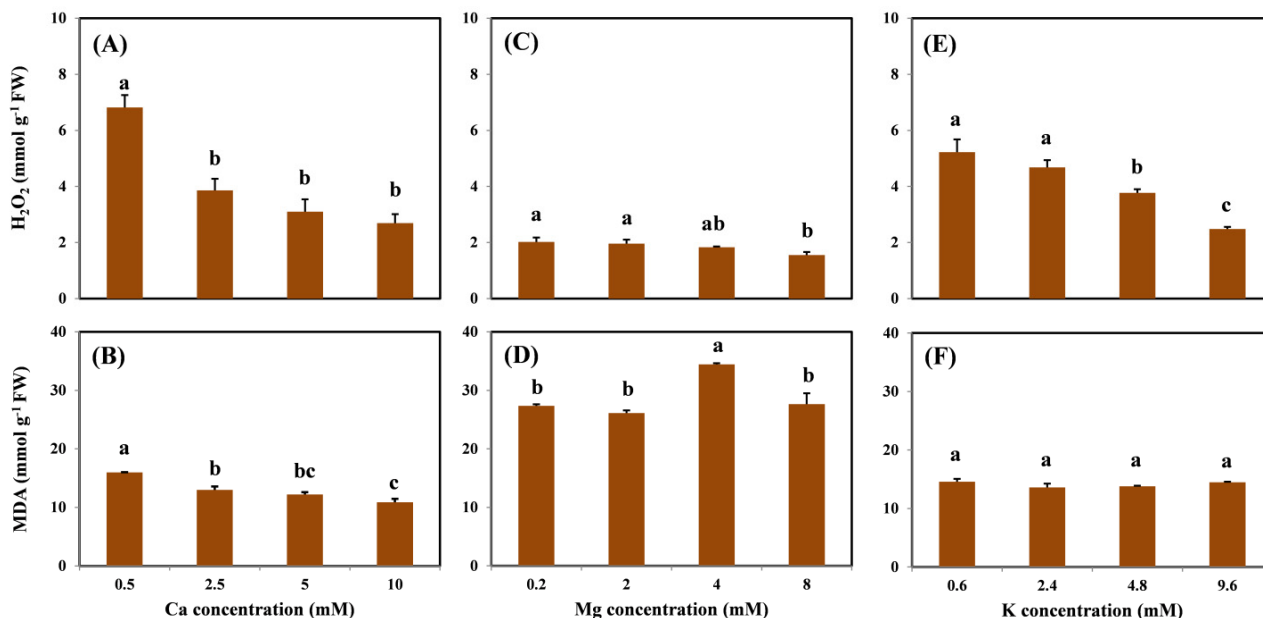 H₂O₂ (mmol g⁻¹ FW)
(A)
10
8
6
4
2
0
a
b
b
b
(C)
10
8
6
4
2
0
a
a
ab
b
(E)
10
8
6
4
2
0
a
a
b
c
MDA (mmol g⁻¹ FW)
(B)
40
30
20
10
0
a
b
bc
c
0.5 2.5 5 10
Ca concentration (mM)
(D)
40
30
20
10
0
b
b
a
b
0.2 2 4 8
Mg concentration (mM)
(F)
40
30
20
10
0
a
a
a
a
0.6 2.4 4.8 9.6
K concentration (mM)